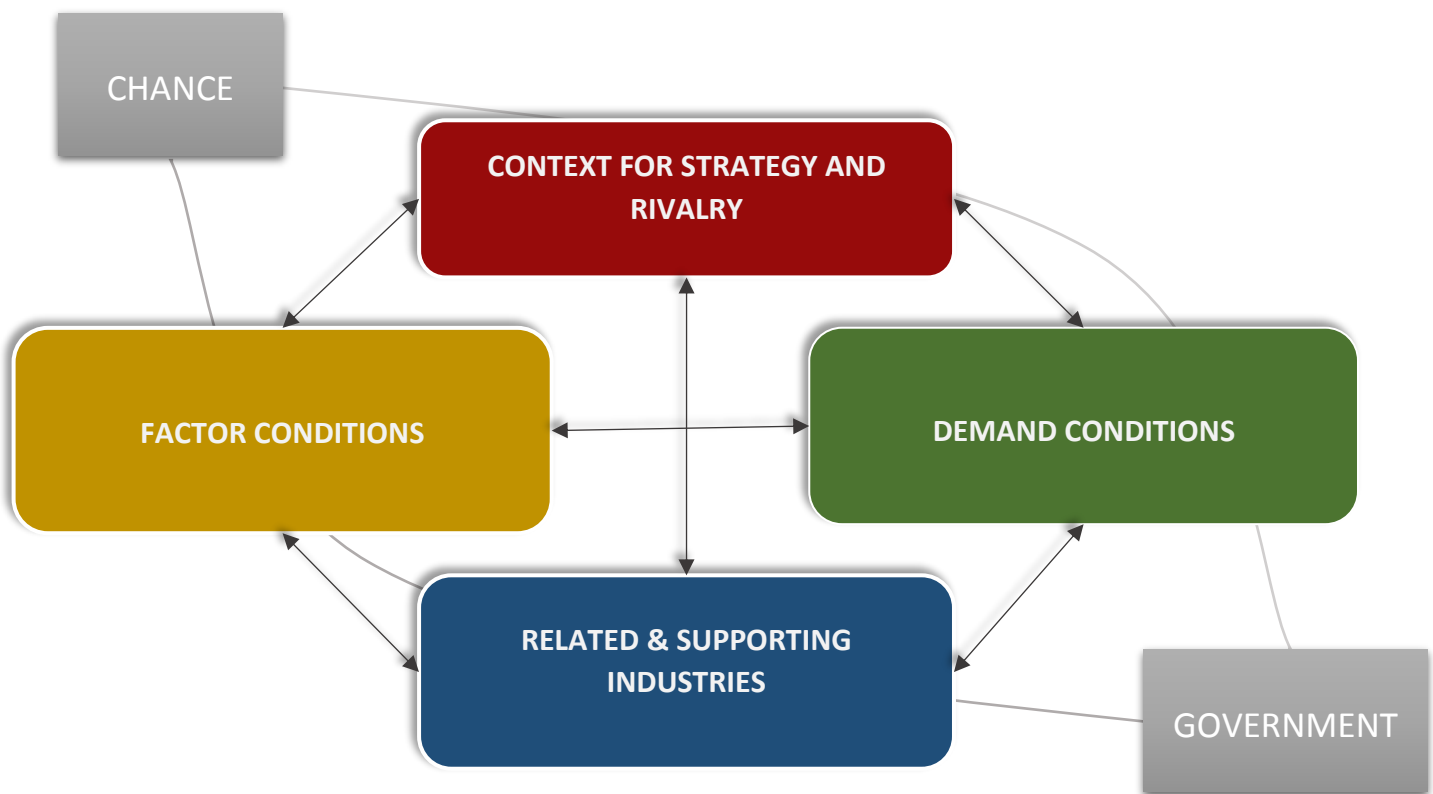 CHANCE
CONTEXT FOR STRATEGY AND
RIVALRY
FACTOR CONDITIONS
DEMAND CONDITIONS
RELATED & SUPPORTING
INDUSTRIES
GOVERNMENT